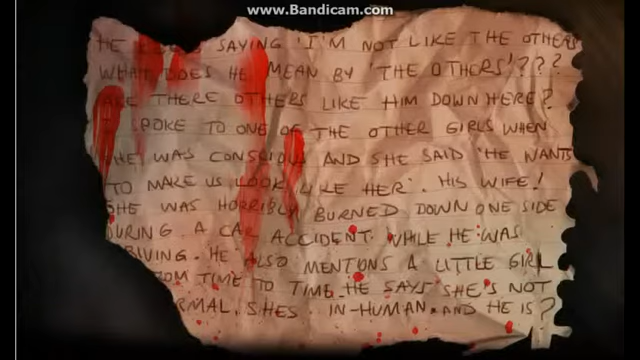 www.Bandicam.com
HE SAYING 'I'M NOT LIKE THE OTHERS
WHAT DOES HE MEAN BY 'THE OTHERS'???
ARE THERE OTHERS LIKE HIM DOWN HERE?
SPOKE TO ONE OF THE OTHER GIRLS WHEN
SHE WAS CONSCIOUS AND SHE SAID 'HE WANTS
TO MAKE US LOOK LIKE HER'. HIS WIFE!
SHE WAS HORRIBLY BURNED DOWN ONE SIDE
DURING A CAR ACCIDENT. WHILE HE WAS
DRIVING. HE ALSO MENTIONS A LITTLE GIRL
FROM TIME TO TIME. HE SAYS 'SHE'S NOT
RMAL, SHES IN-HUMAN. AND HE IS?